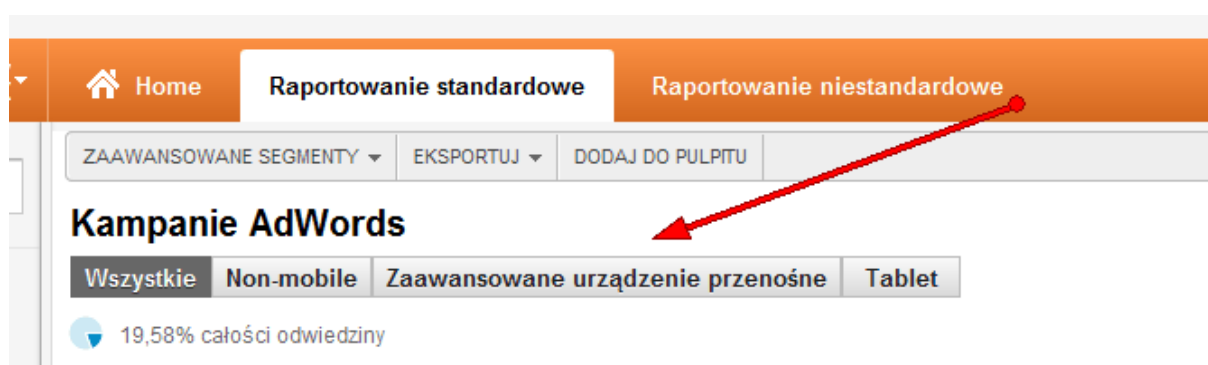 Home Raportowanie standardowe Raportowanie niestandardowe
ZAAWANSOWANE SEGMENTY EKSPORTUJ DODAJ DO PULPITU
Kampanie AdWords
Wszystkie Non-mobile Zaawansowane urządzenie przenośne Tablet
19,58% całości odwiedziny